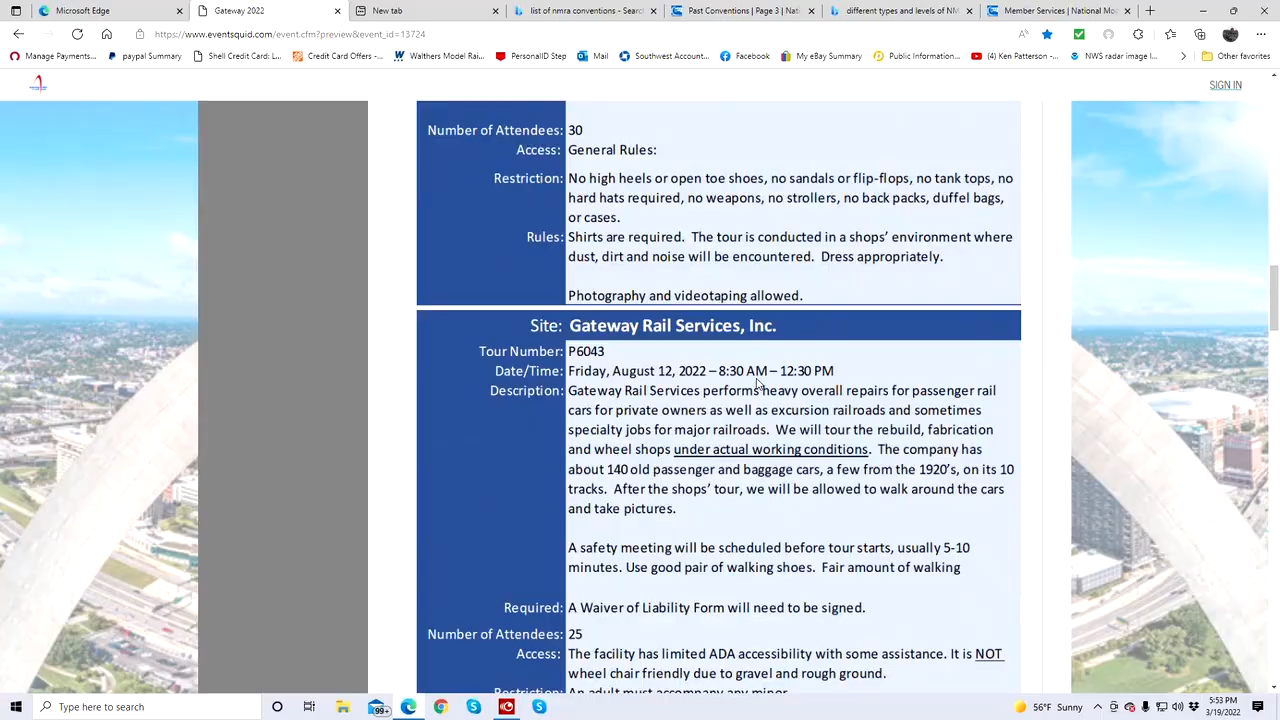 Microsoft Edge
Gateway 2022
New tab
list of nmra conventions - Searc
Past Conventions | Page 3 | Nati
different types and levels of NM
Member Services | National Mo
https://www.eventsquid.com/event.cfm?preview&event_id=13724
Manage Payments...
paypal Summary
Shell Credit Card: L...
Credit Card Offer -...
Walthers Model Rai...
PersonalID Step
Mail
Southwest Account...
Facebook
My eBay Summary
Public Information...
(4) Ken Patterson -...
NWS radar image l...
Other favorites
SIGN IN
Number of Attendees: 30
Access: General Rules:
Restriction: No high heels or open toe shoes, no sandals or flip-flops, no tank tops, no
hard hats required, no weapons, no strollers, no back packs, duffel bags,
or cases.
Rules: Shirts are required. The tour is conducted in a shops’ environment where
dust, dirt and noise will be encountered. Dress appropriately.
Photography and videotaping allowed.
Site: Gateway Rail Services, Inc.
Tour Number: P6043
Date/Time: Friday, August 12, 2022 – 8:30 AM – 12:30 PM
Description: Gateway Rail Services performs heavy overall repairs for passenger rail
cars for private owners as well as excursion railroads and sometimes
specialty jobs for major railroads. We will tour the rebuild, fabrication
and wheel shops under actual working conditions. The company has
about 140 old passenger and baggage cars, a few from the 1920’s, on its 10
tracks. After the shops’ tour, we will be allowed to walk around the cars
and take pictures.
A safety meeting will be scheduled before tour starts, usually 5-10
minutes. Use good pair of walking shoes. Fair amount of walking
Required: A Waiver of Liability Form will need to be signed.
Number of Attendees: 25
Access: The facility has limited ADA accessibility with some assistance. It is NOT
wheel chair friendly due to gravel and rough ground.
Restriction: An adult must accompany any minor
Type here to search
99+
56°F Sunny
5:53 PM
3/19/2022